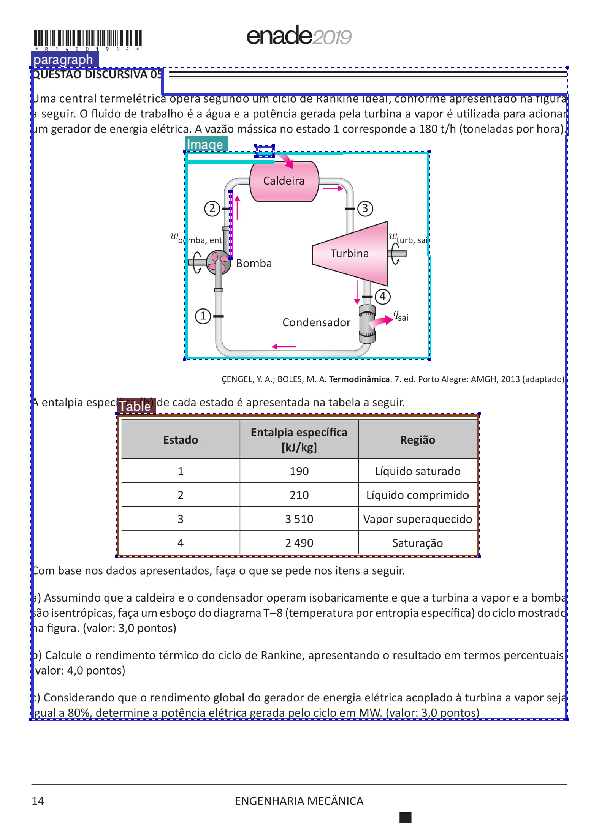 enade2019
paragraph
QUESTÃO DISCURSIVA 05
Uma central termelétrica opera segundo um ciclo de Rankine ideal, conforme apresentado na figura
a seguir. O fluido de trabalho é a água e a potência gerada pela turbina a vapor é utilizada para acionar
um gerador de energia elétrica. A vazão mássica no estado 1 corresponde a 180 t/h (toneladas por hora).
Image
Caldeira
2
3
w bomba, ent
w turb, sai
Turbina
Bomba
4
1
Condensador
q sai
ÇENGEL, Y. A.; BOLES, M. A. Termodinâmica. 7. ed. Porto Alegre: AMGH, 2013 (adaptado).
A entalpia espec de cada estado é apresentada na tabela a seguir.
Table
Estado Entalpia específica [kJ/kg] Região
1 190 Líquido saturado
2 210 Líquido comprimido
3 3 510 Vapor superaquecido
4 2 490 Saturação
Com base nos dados apresentados, faça o que se pede nos itens a seguir.
a) Assumindo que a caldeira e o condensador operam isobaricamente e que a turbina a vapor e a bomba
são isentrópicas, faça um esboço do diagrama T–8 (temperatura por entropia específica) do ciclo mostrado
na figura. (valor: 3,0 pontos)
b) Calcule o rendimento térmico do ciclo de Rankine, apresentando o resultado em termos percentuais.
(valor: 4,0 pontos)
c) Considerando que o rendimento global do gerador de energia elétrica acoplado à turbina a vapor seja
igual a 80%, determine a potência elétrica gerada pelo ciclo em MW. (valor: 3,0 pontos)
14
ENGENHARIA MECÂNICA